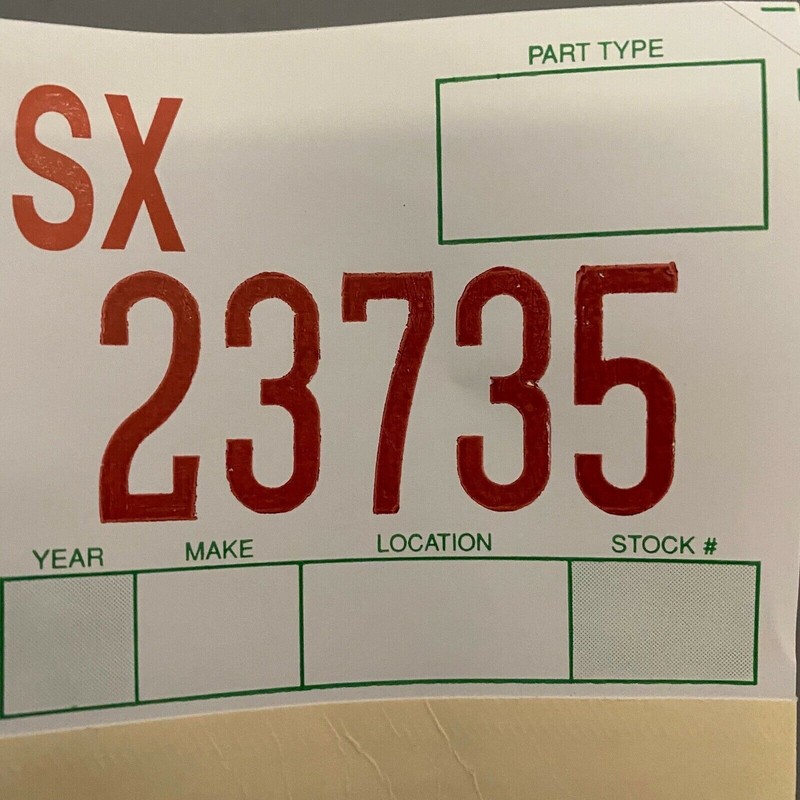 PART TYPE
SX
23735
YEAR MAKE LOCATION STOCK #